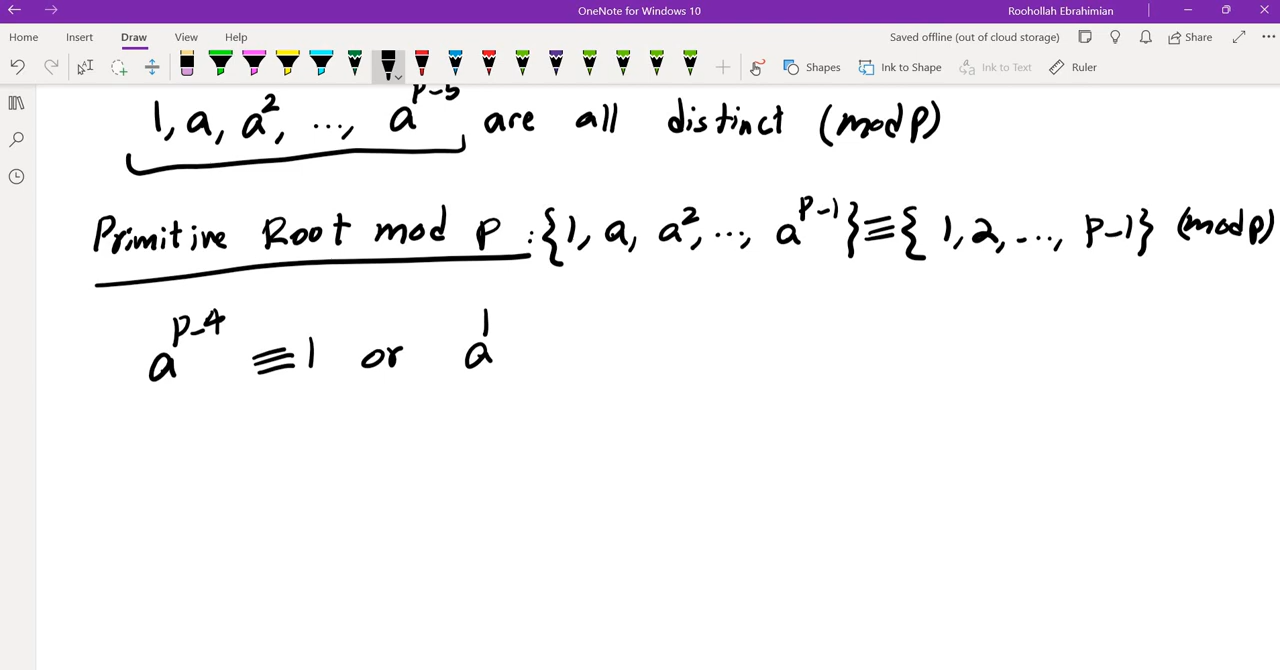 OneNote for Windows 10
Roohollah Ebrahimian
Home Insert Draw View Help
Saved offline (out of cloud storage)
Share
Shapes Ink to Shape Ink to Text Ruler
1, a, a², ..., a^(p-5) are all distinct (mod p)
Primitive Root mod p : {1, a, a², ..., a^(p-1)} ≡ {1, 2, ..., p-1} (mod p)
a^(p-4) ≡ 1 or a^1